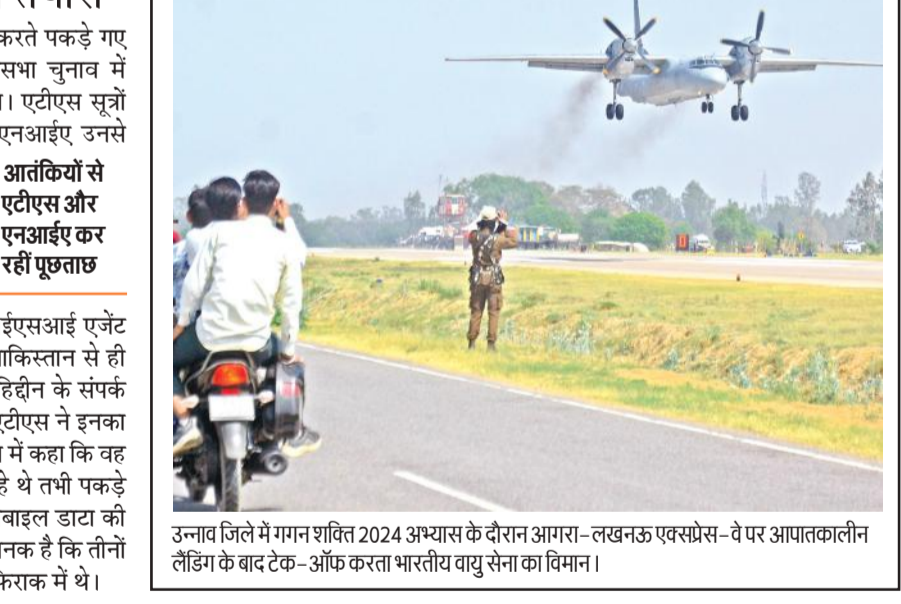 करते पकड़े गए
सभा चुनाव में
। एटीएस सूत्रों
एनआईए उनसे
आतंकियों से
एटीएस और
एनआईए कर
रहीं पूछताछ
ईएसआई एजेंट
पाकिस्तान से ही
हिद्दीन के संपर्क
एटीएस ने इनका
में कहा कि वह
हे थे तभी पकड़े
बाइल डाटा की
नक है कि तीनों
फिराक में थे।
उन्नाव जिले में गगन शक्ति 2024 अभ्यास के दौरान आगरा-लखनऊ एक्सप्रेस-वे पर आपातकालीन
लैंडिंग के बाद टेक-ऑफ करता भारतीय वायु सेना का विमान।